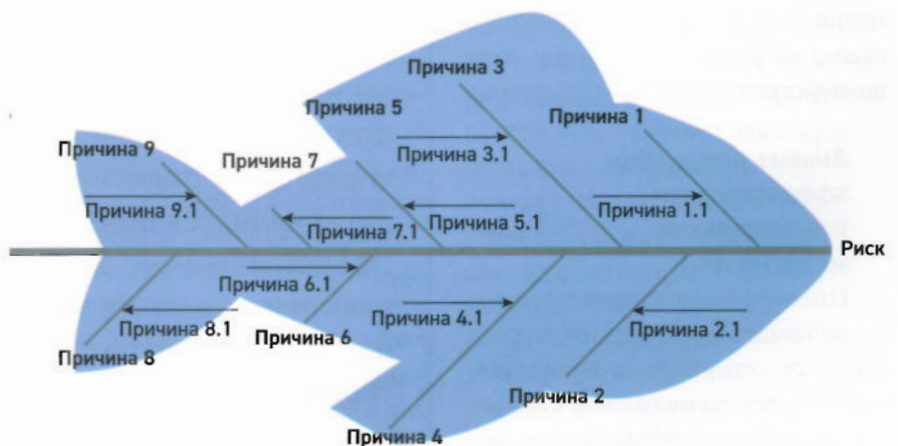 Причина 3
Причина 5
Причина 1
Причина 3.1
Причина 9
Причина 7
Причина 9.1
Причина 7.1
Причина 5.1
Причина 1.1
Риск
Причина 6.1
Причина 8.1
Причина 4.1
Причина 2.1
Причина 6
Причина 8
Причина 2
Причина 4